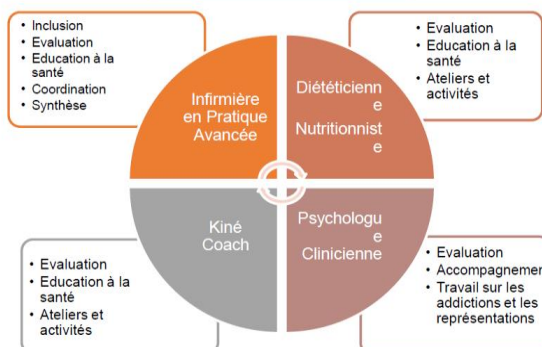 • Inclusion
• Evaluation
• Education à la
santé
• Coordination
• Synthèse
Infirmière
en Pratique
Avancée
Diététicienn
e
Nutritionnist
e
• Evaluation
• Education à la
santé
• Ateliers et
activités
Kiné
Coach
Psychologu
e
Clinicienne
• Evaluation
• Education à la
santé
• Ateliers et
activités
• Evaluation
• Accompagnemen
• Travail sur les
addictions et les
représentations